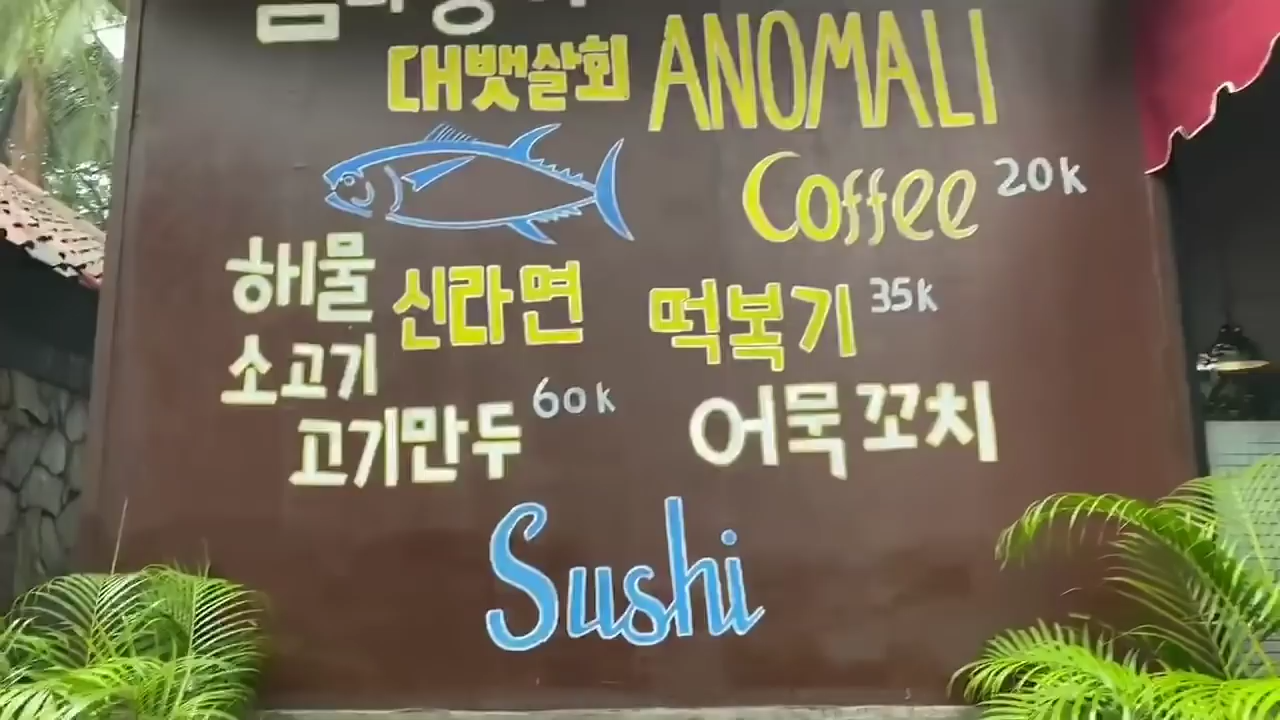 대뱃살회 ANOMALI
Coffee 20k
해물 신라면 떡복기 35k
소고기
고기만두 60k 어묵꼬치
Sushi